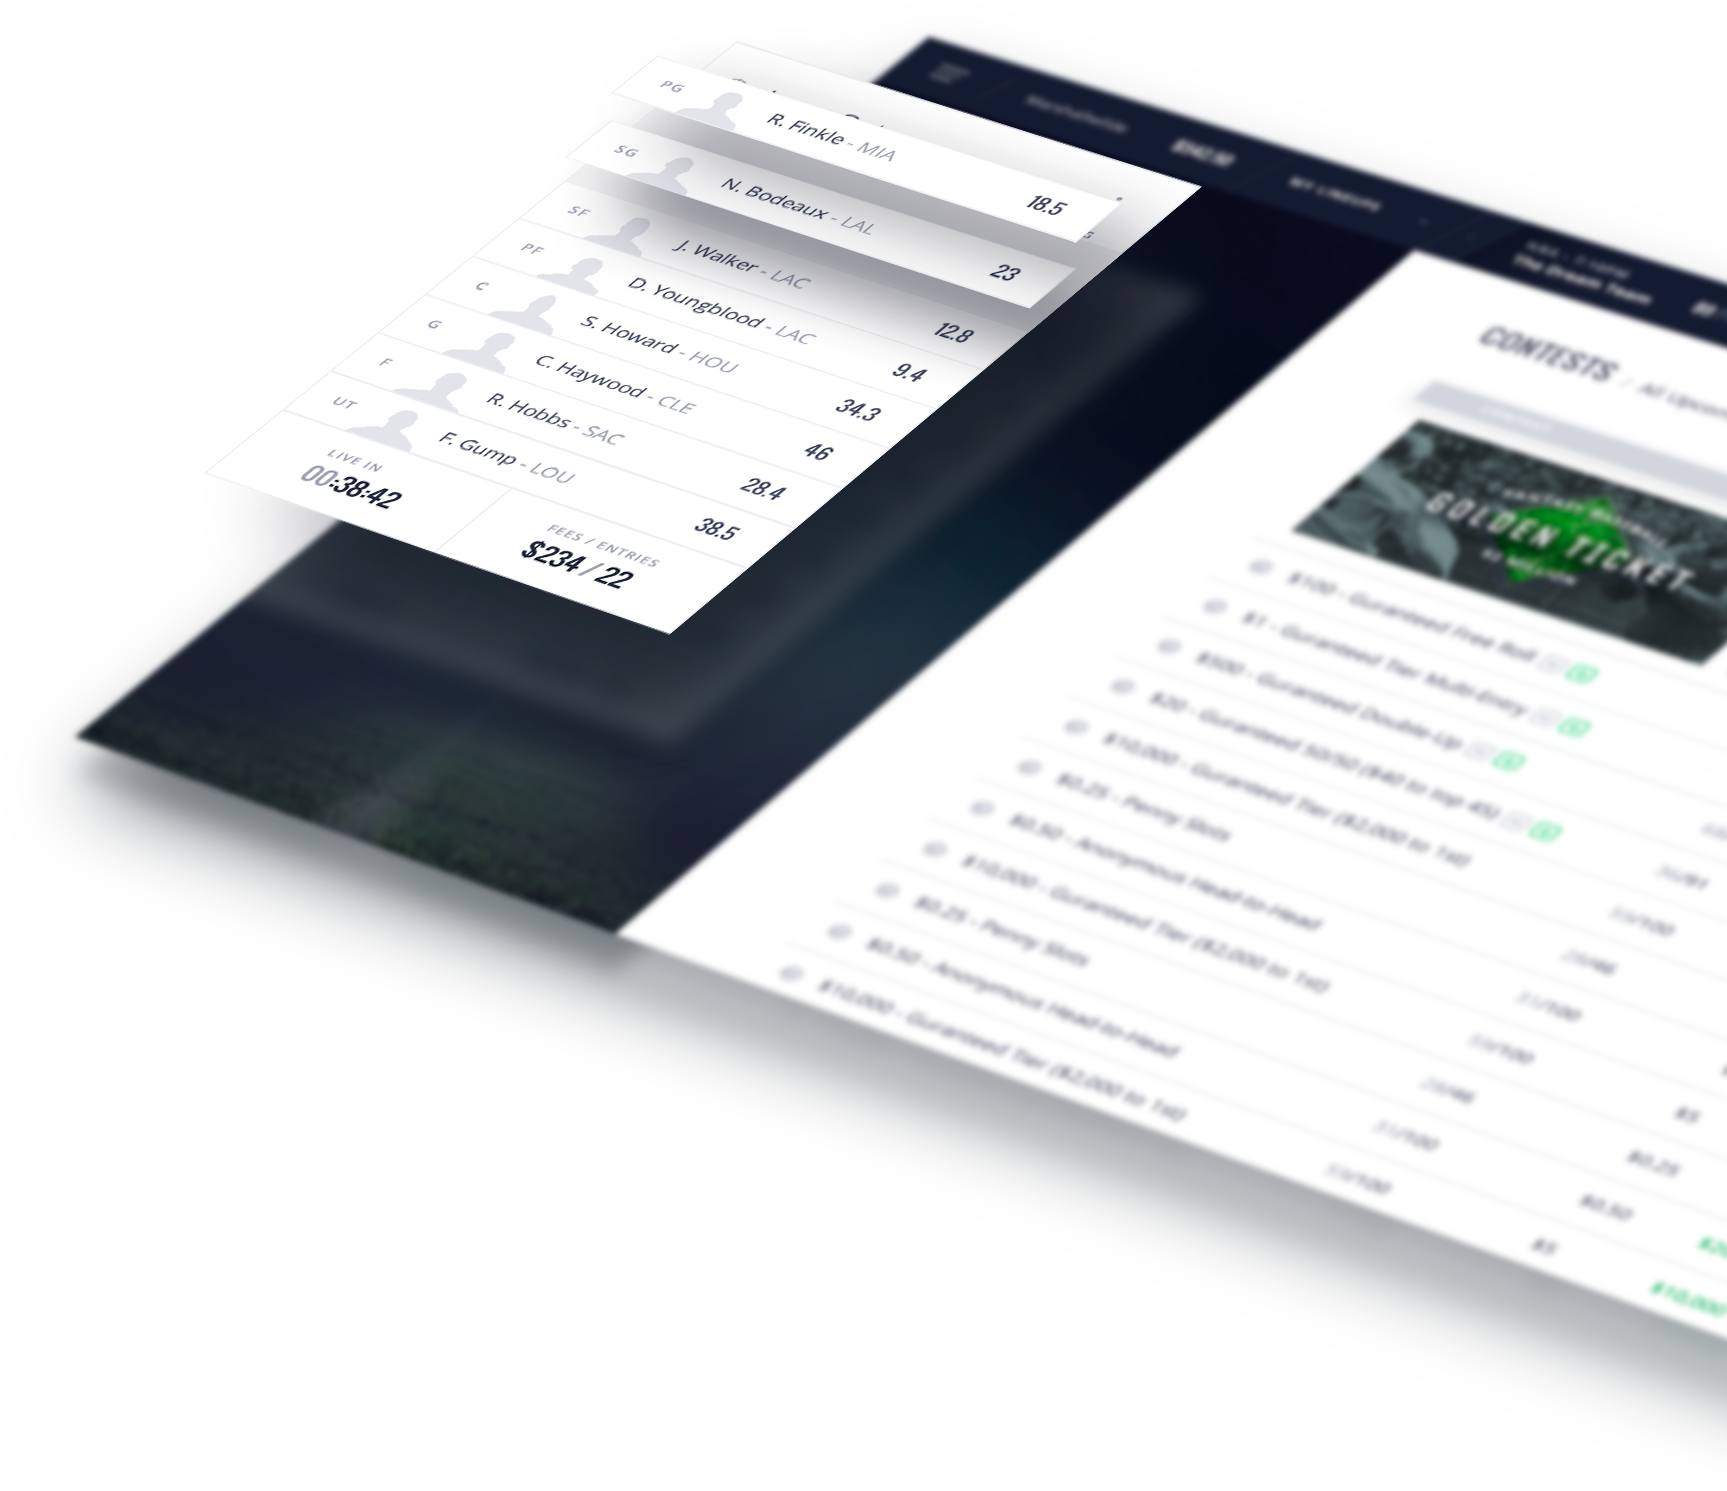 PG R. Finkle - MIA 18.5
SG N. Bodeaux - LAL 23
SF J. Walker - LAC 12.8
PF D. Youngblood - LAC 9.4
C S. Howard - HOU 34.3
G C. Haywood - CLE 46
F R. Hobbs - SAC 28.4
UT F. Gump - LOU 38.5
LIVE IN
00:38:42
FEES / ENTRIES
$234 / 22
MY LINEUPS
The Dream Team
CONTESTS / All Upcom
GOLDEN TICKET
$100 - Guranteed Free Roll
$1 - Guranteed Tier Multi-Entry
$500 - Guranteed Double-Up
$20 - Guranteed 50/50 ($40 to top 45)
$10,000 - Guranteed Tier ($2,000 to 1st)
$0.25 - Penny Slots
$0.50 - Anonymous Head-to-Head
$10,000 - Guranteed Tier ($2,000 to 1st)
$0.25 - Penny Slots
$5
$0.50 - Anonymous Head-to-Head
$0.25
$10,000 - Guranteed Tier ($2,000 to 1st)
$0.50
$5
$10,000